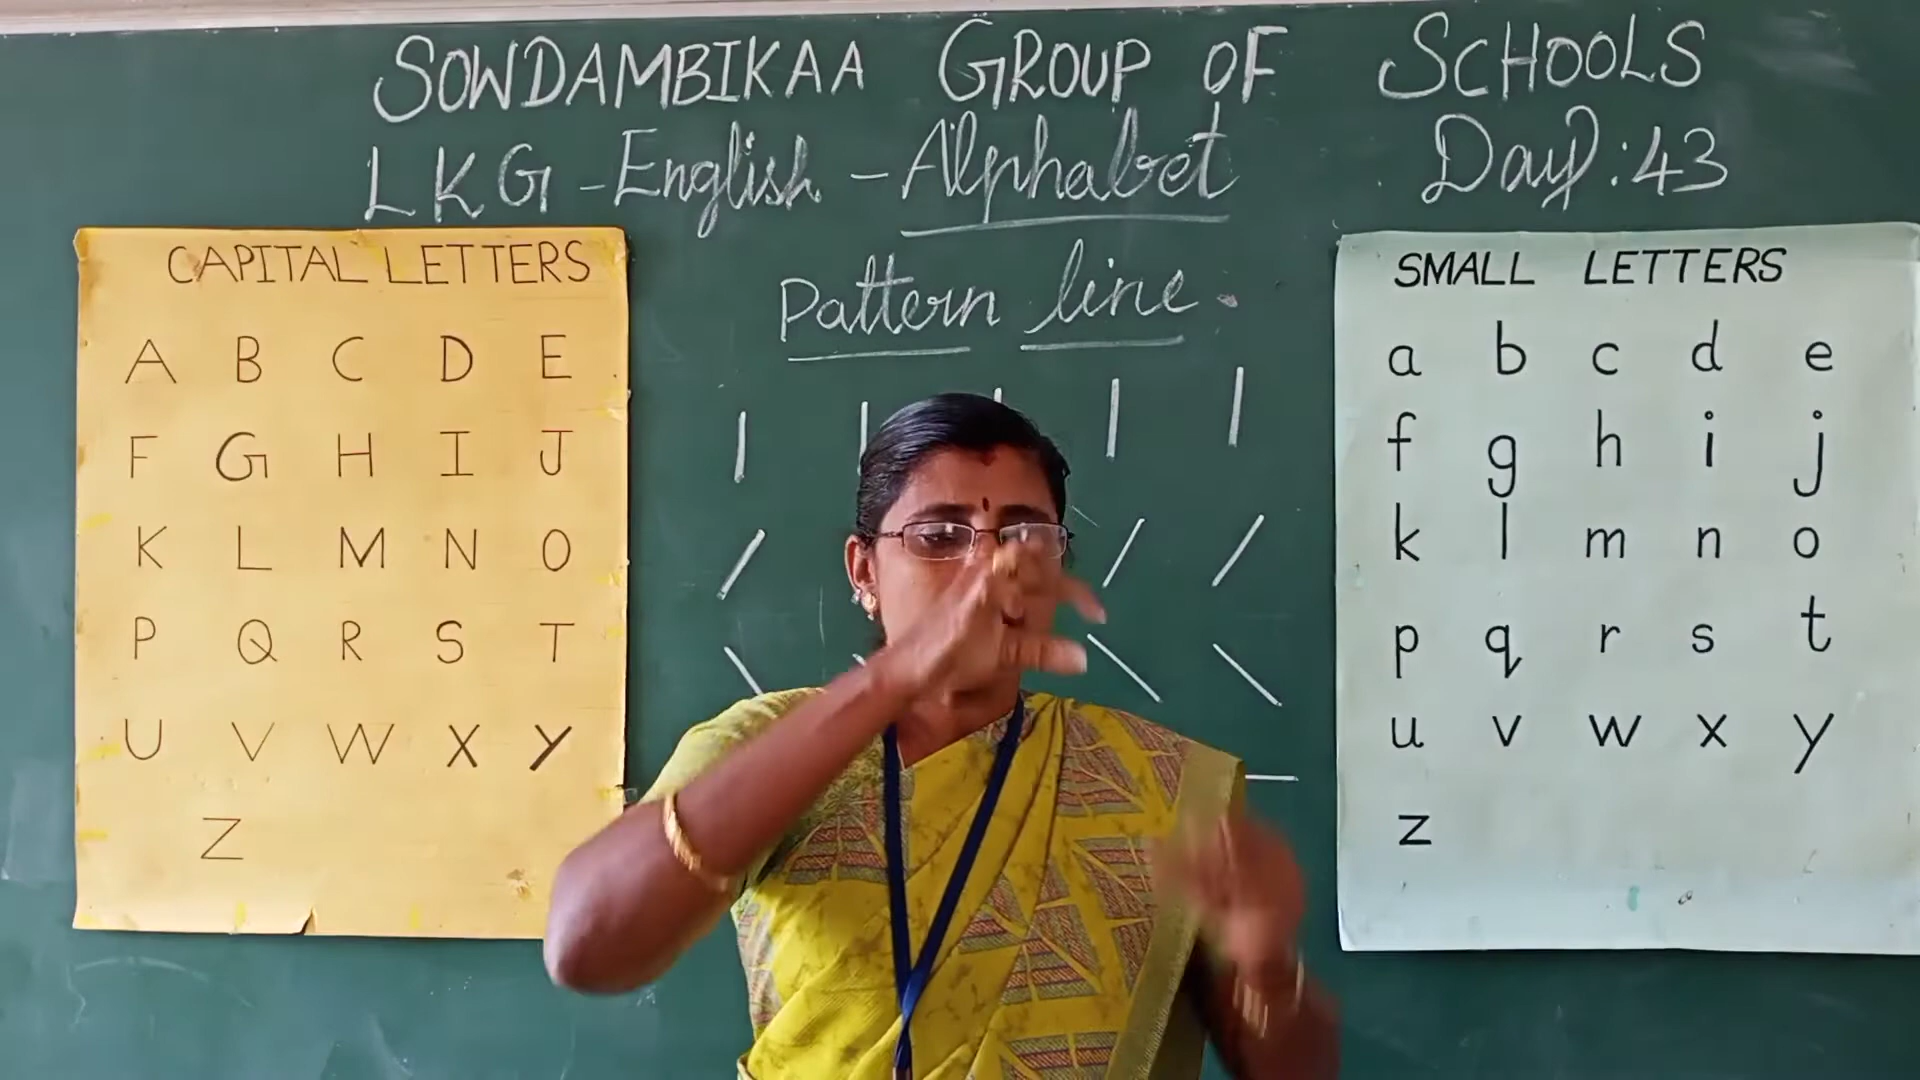 SOWDAMBIKAA GROUP OF SCHOOLS
LKG - English - Alphabet Day : 43
Pattern line.
CAPITAL LETTERS
A B C D E
F G H I J
K L M N O
P Q R S T
U V W X Y
Z
SMALL LETTERS
a b c d e
f g h i j
k l m n o
p q r s t
u v w x y
z